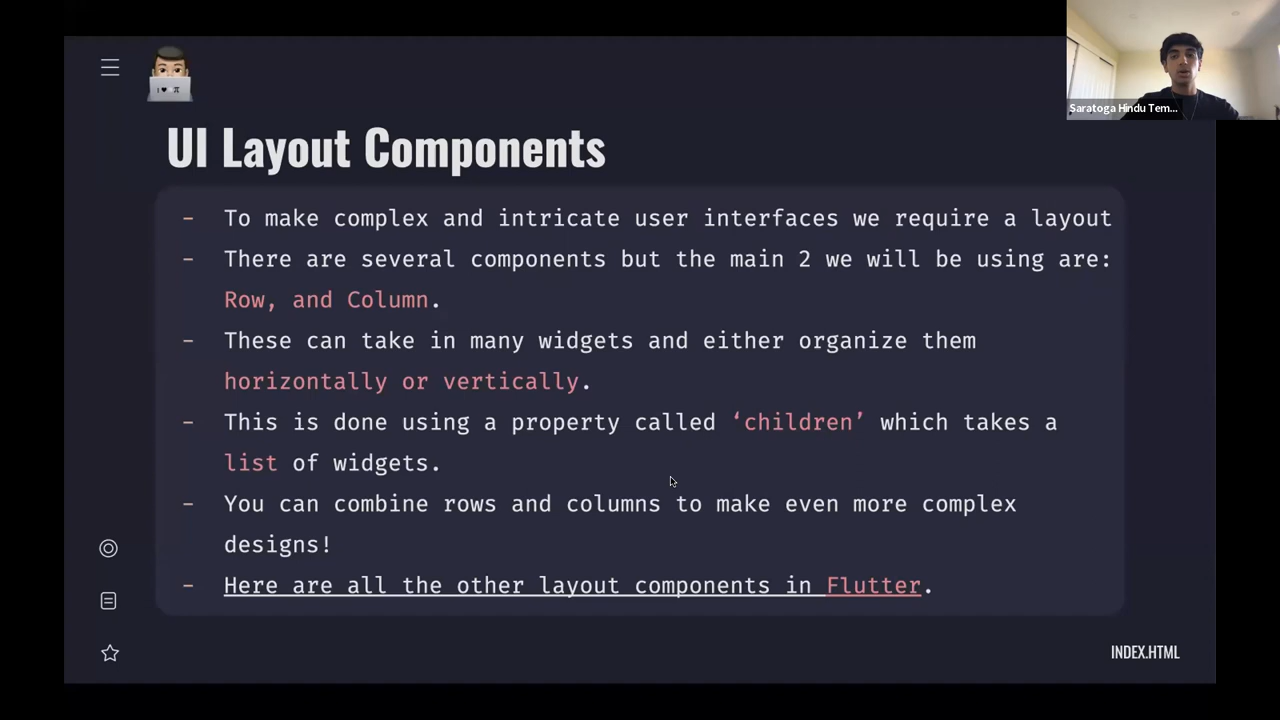 Saratoga Hindu Tem...
I ♥ π
UI Layout Components
- To make complex and intricate user interfaces we require a layout
- There are several components but the main 2 we will be using are:
Row, and Column.
- These can take in many widgets and either organize them
horizontally or vertically.
- This is done using a property called ‘children’ which takes a
list of widgets.
- You can combine rows and columns to make even more complex
designs!
- Here are all the other layout components in Flutter.
INDEX.HTML